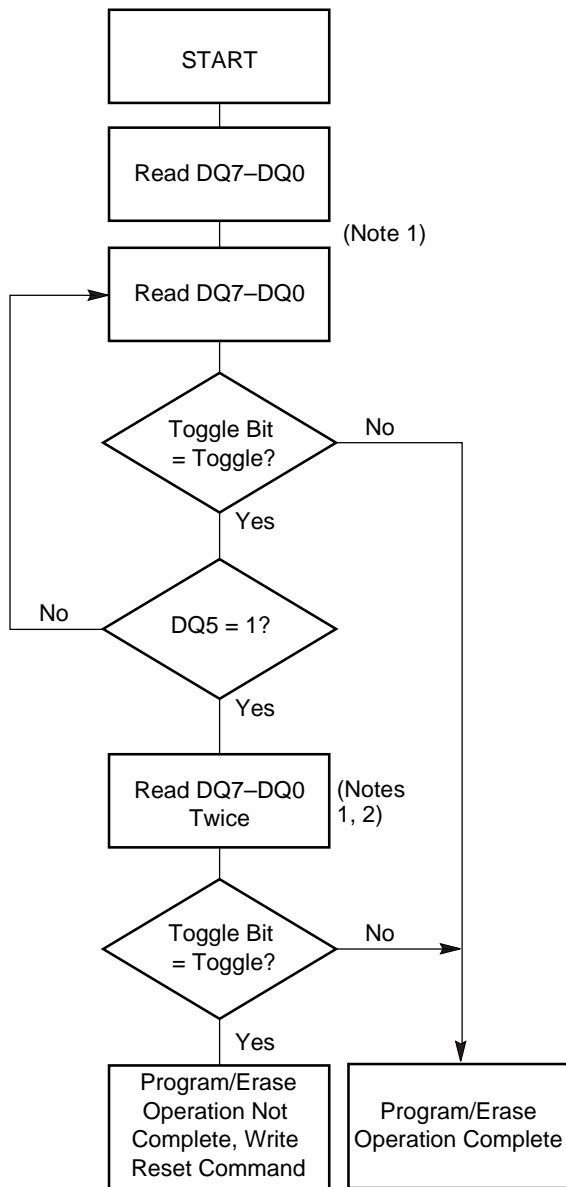 START
Read DQ7–DQ0
(Note 1)
Read DQ7–DQ0
Toggle Bit
= Toggle?
No
Yes
No
DQ5 = 1?
Yes
Read DQ7–DQ0
Twice
(Notes
1, 2)
Toggle Bit
= Toggle?
No
Yes
Program/Erase
Operation Not
Complete, Write
Reset Command
Program/Erase
Operation Complete